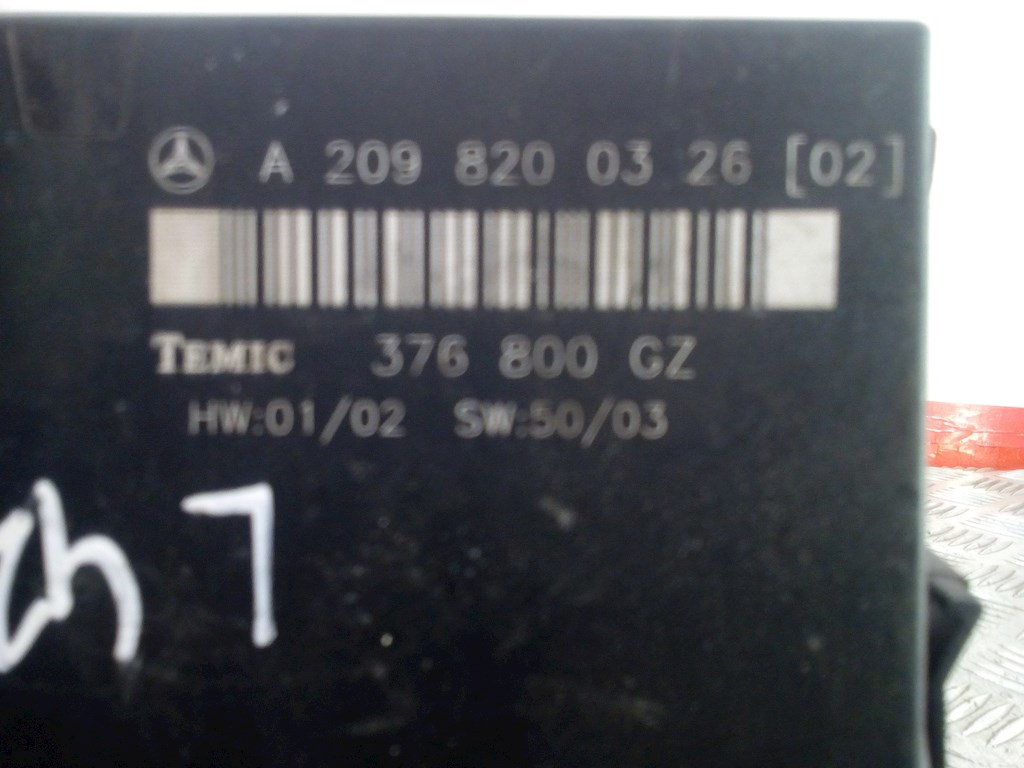 A 209 820 03 26 [02]
TEMIC 376 800 GZ
HW:01/02 SW:50/03